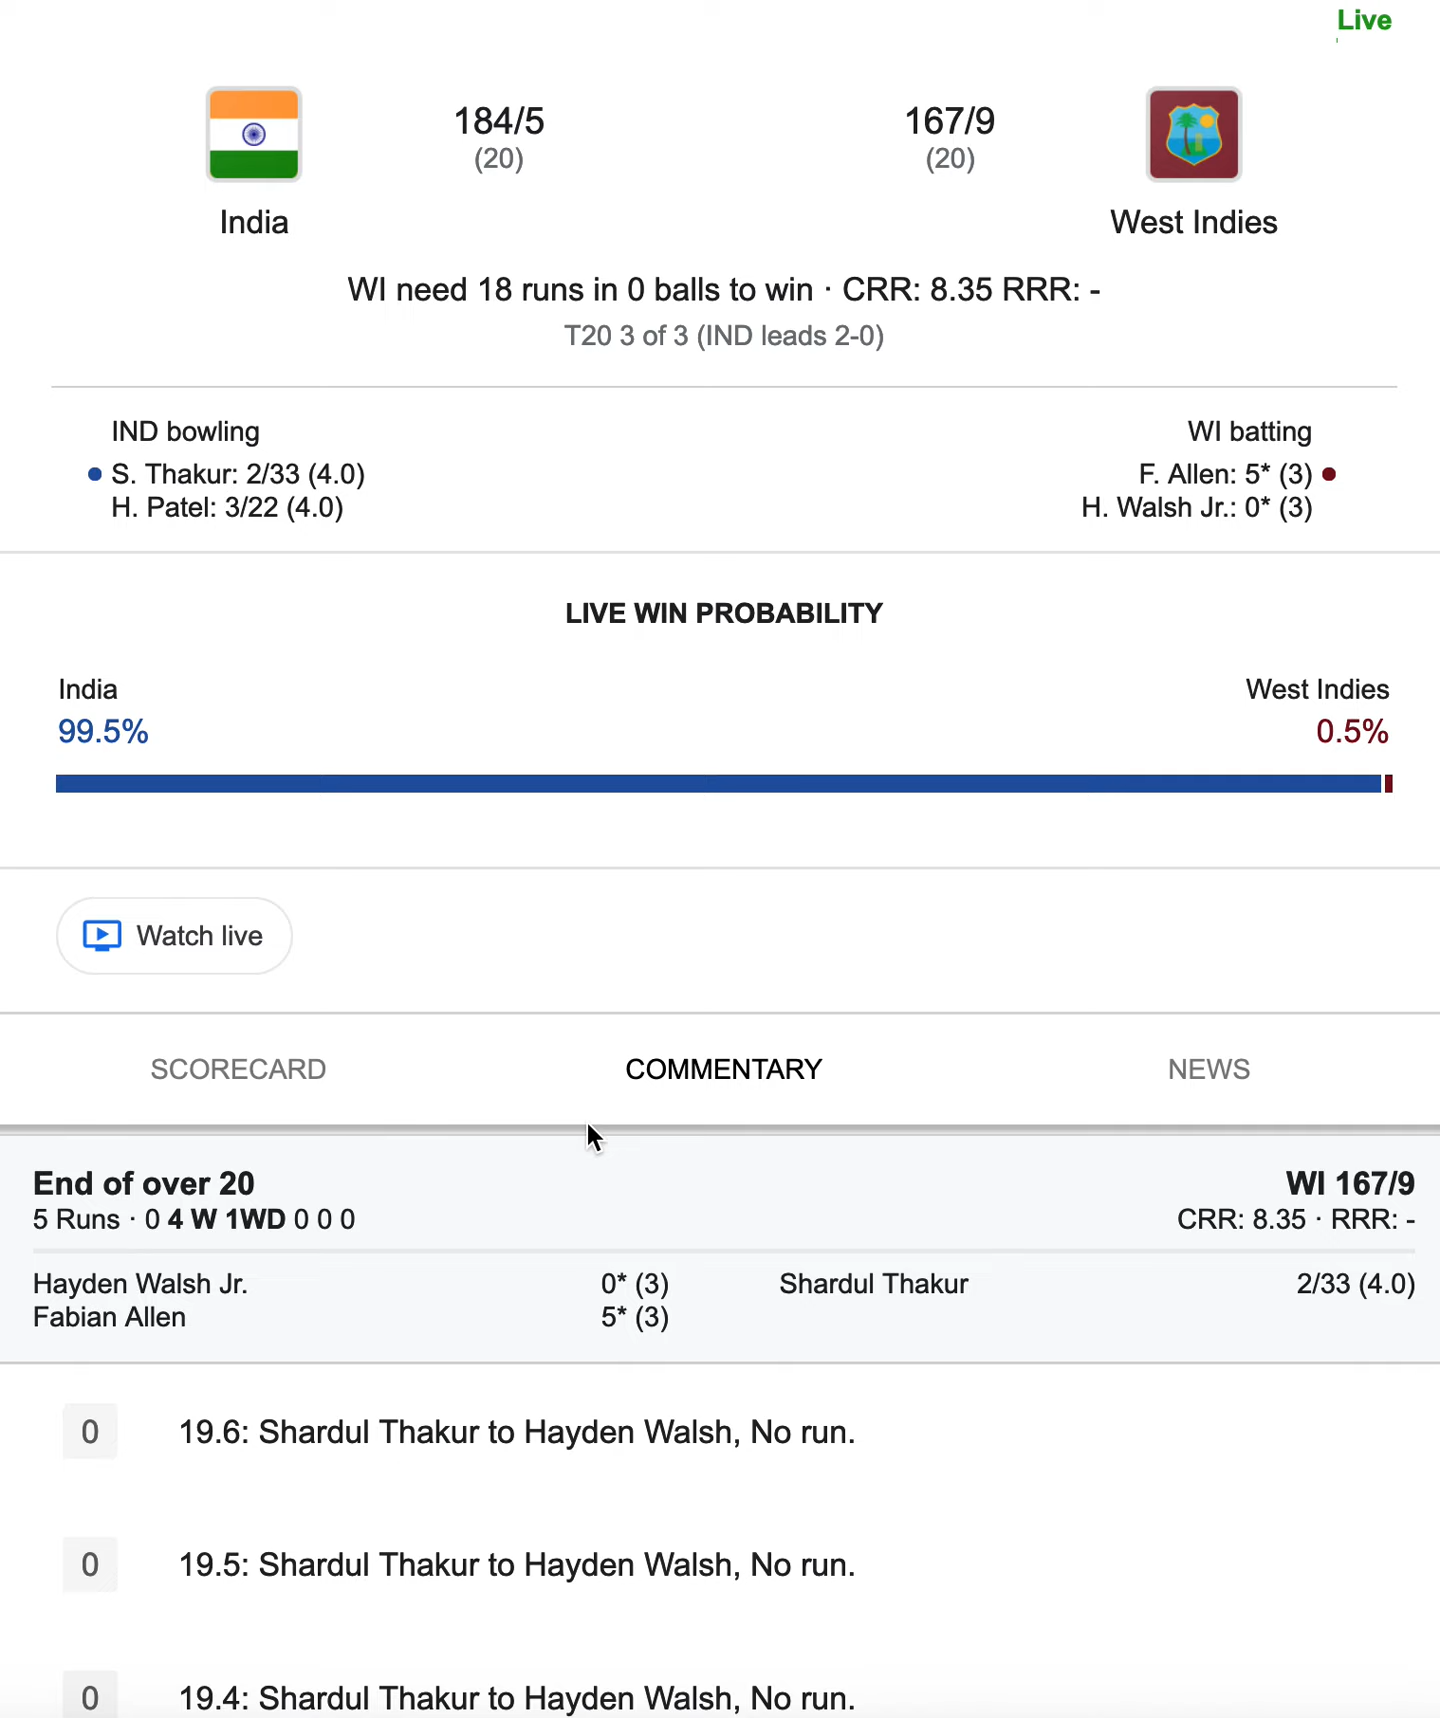 Live
184/5
(20)
167/9
(20)
India
West Indies
WI need 18 runs in 0 balls to win · CRR: 8.35 RRR: -
T20 3 of 3 (IND leads 2-0)
IND bowling
S. Thakur: 2/33 (4.0)
H. Patel: 3/22 (4.0)
WI batting
F. Allen: 5* (3)
H. Walsh Jr.: 0* (3)
LIVE WIN PROBABILITY
India
99.5%
West Indies
0.5%
Watch live
SCORECARD
COMMENTARY
NEWS
End of over 20
5 Runs · 0 4 W 1WD 0 0 0
WI 167/9
CRR: 8.35 · RRR: -
Hayden Walsh Jr. 0* (3)
Fabian Allen 5* (3)
Shardul Thakur 2/33 (4.0)
0 19.6: Shardul Thakur to Hayden Walsh, No run.
0 19.5: Shardul Thakur to Hayden Walsh, No run.
0 19.4: Shardul Thakur to Hayden Walsh, No run.